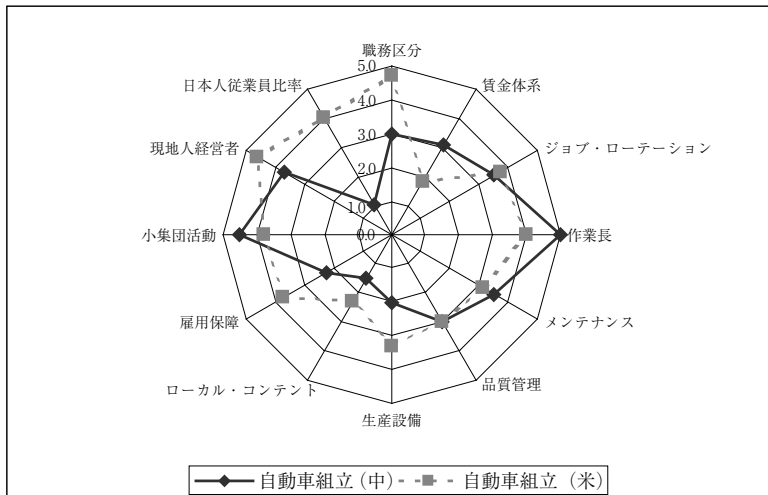 職務区分
5.0
日本人従業員比率
賃金体系
4.0
現地人経営者
3.0
ジョブ・ローテーション
2.0
1.0
小集団活動
0.0
作業長
雇用保障
メンテナンス
ローカル・コンテント
品質管理
生産設備
自動車組立(中)
自動車組立(米)